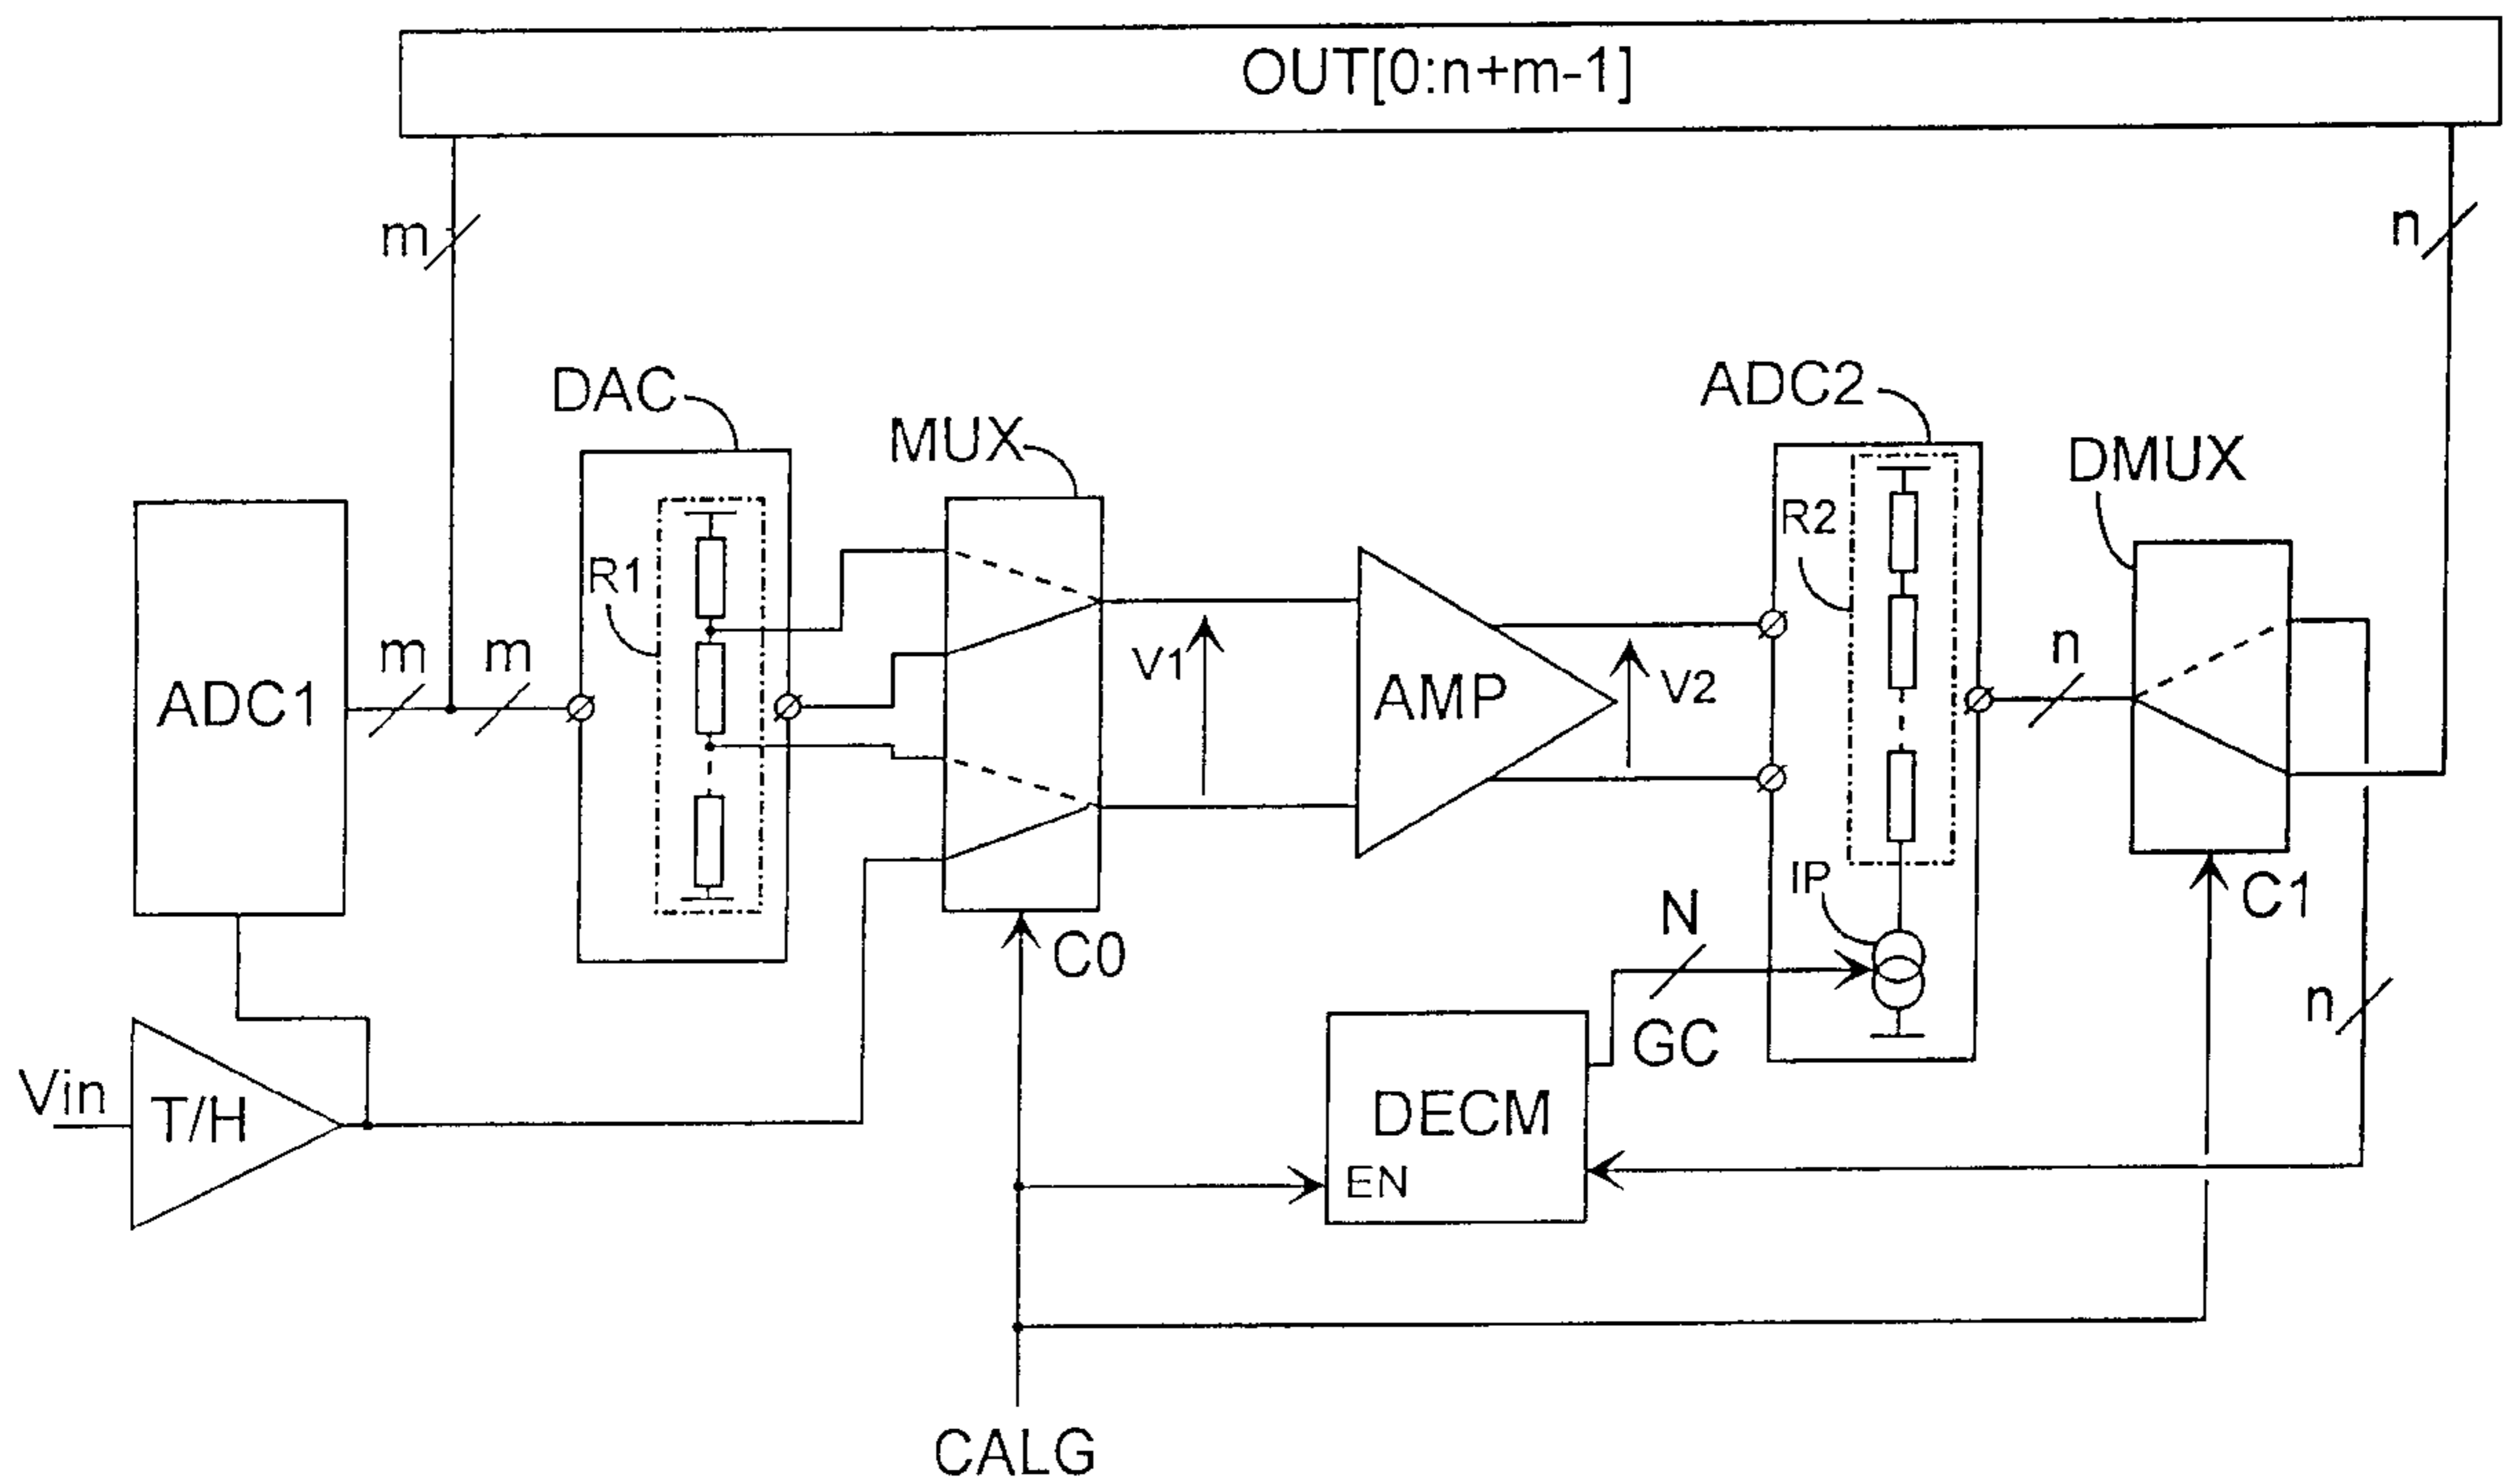 OUT[0:n+m-1]
m
n
DAC
ADC2
MUX
DMUX
R2
R1
m
m
n
V1
V2
ADC1
AMP
IP
C1
N
C0
n
GC
Vin
T/H
DECM
EN
CALG